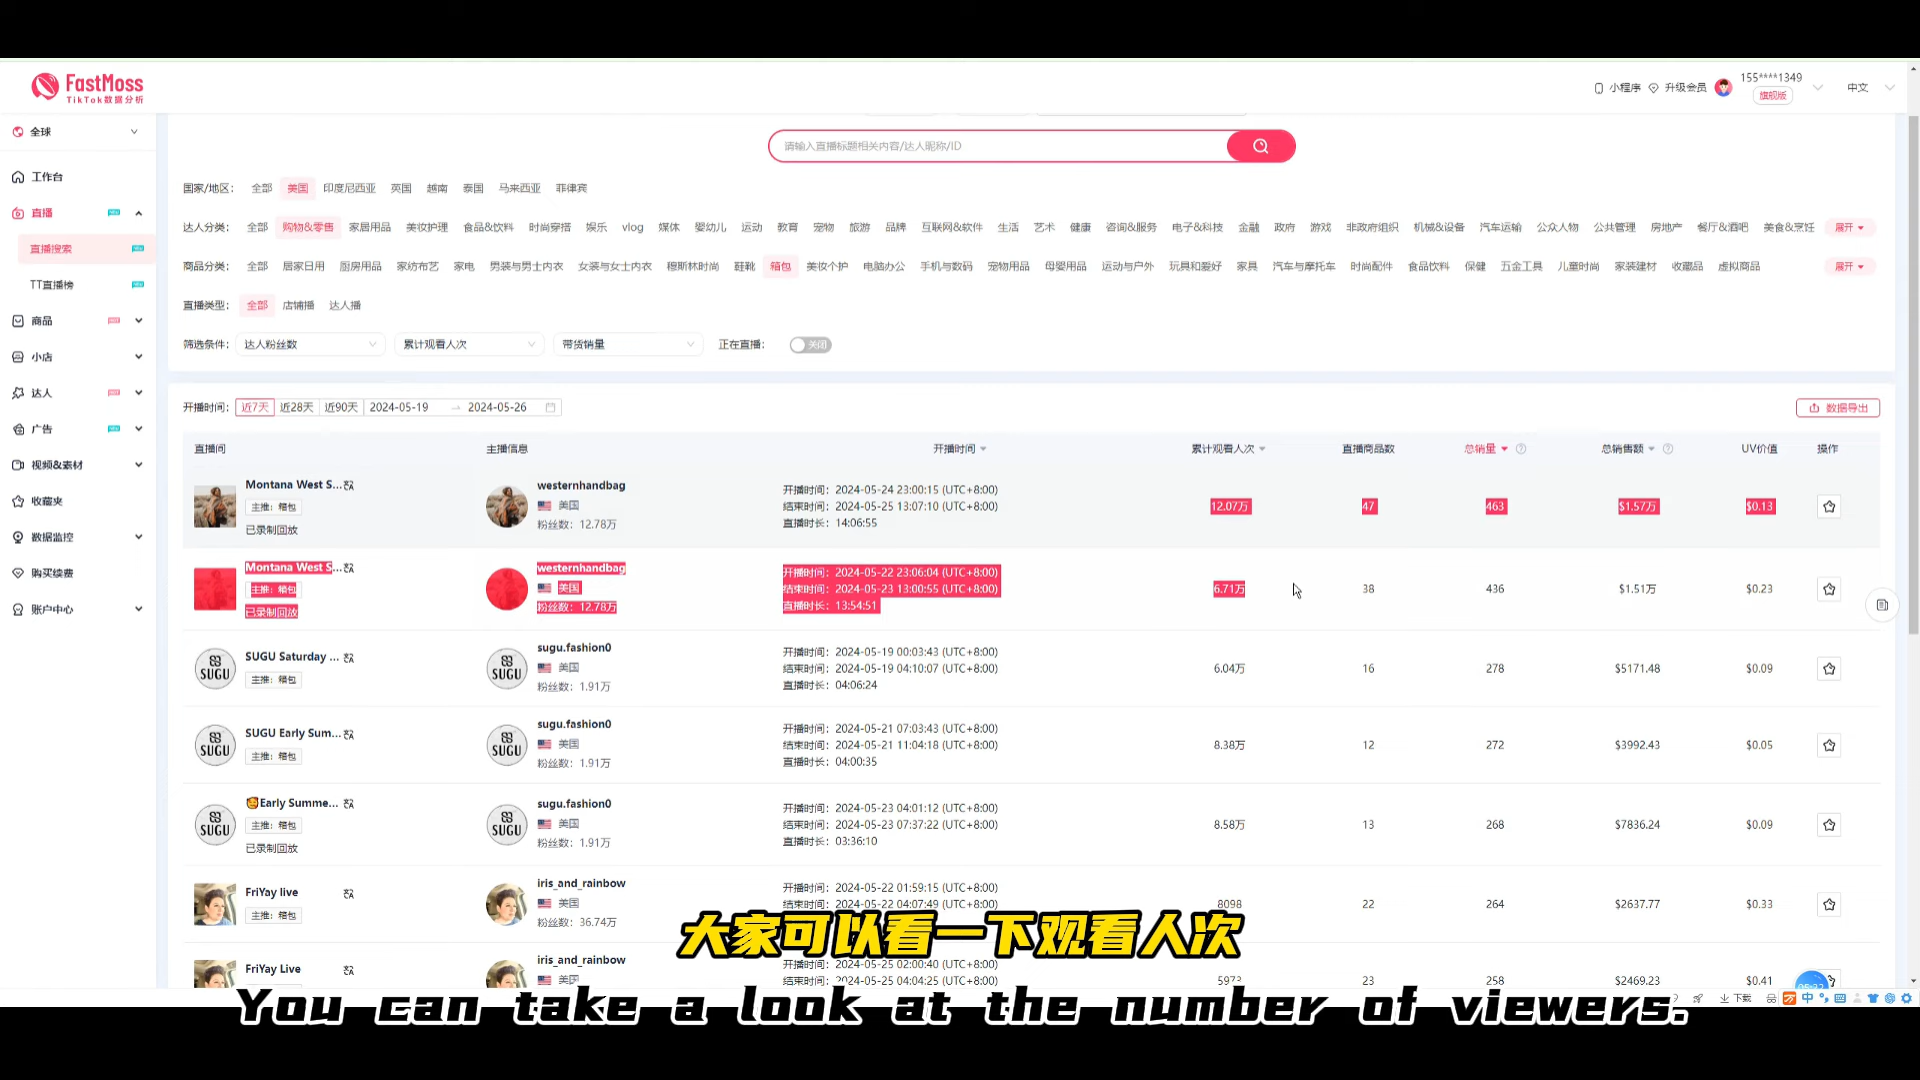 FastMoss
TikTok数据分析
小程序 升级会员 155****1349 旗舰版 中文
全球
工作台
直播
直播搜索
TT直播榜
商品
小店
达人
广告
视频&素材
收藏夹
数据监控
购买续费
账户中心
请输入直播标题相关内容/达人昵称/ID
国家/地区: 全部 美国 印度尼西亚 英国 越南 泰国 马来西亚 菲律宾
达人分类: 全部 购物&零售 家居用品 美妆护理 食品&饮料 时尚穿搭 娱乐 vlog 媒体 婴幼儿 运动 教育 宠物 旅游 品牌 互联网&软件 生活 艺术 健康 咨询&服务 电子&科技 金融 政府 游戏 非政府组织 机械&设备 汽车运输 公众人物 公共管理 房地产 餐厅&酒吧 美食&烹饪 展开
商品分类: 全部 居家日用 厨房用品 家纺布艺 家电 男装与男士内衣 女装与女士内衣 穆斯林时尚 鞋靴 箱包 美妆个护 电脑办公 手机与数码 宠物用品 母婴用品 运动与户外 玩具和爱好 家具 汽车与摩托车 时尚配件 食品饮料 保健 五金工具 儿童时尚 家装建材 收藏品 虚拟商品 展开
直播类型: 全部 店铺播 达人播
筛选条件: 达人粉丝数 累计观看人次 带货销量 正在直播: 关闭
开播时间: 近7天 近28天 近90天 2024-05-19 → 2024-05-26 数据导出
直播间 主播信息 开播时间 累计观看人次 直播商品数 总销量 总销售额 UV价值 操作
Montana West S...
主推: 箱包
已录制回放
westernhandbag
美国
粉丝数: 12.78万
开播时间: 2024-05-24 23:00:15 (UTC+8:00)
结束时间: 2024-05-25 13:07:10 (UTC+8:00)
直播时长: 14:06:55
12.07万 47 463 $1.57万 $0.13
Montana West S...
主推: 箱包
已录制回放
westernhandbag
美国
粉丝数: 12.78万
开播时间: 2024-05-22 23:06:04 (UTC+8:00)
结束时间: 2024-05-23 13:00:55 (UTC+8:00)
直播时长: 13:54:51
6.71万 38 436 $1.51万 $0.23
SUGU
SUGU Saturday ...
主推: 箱包
SUGU
sugu.fashion0
美国
粉丝数: 1.91万
开播时间: 2024-05-19 00:03:43 (UTC+8:00)
结束时间: 2024-05-19 04:10:07 (UTC+8:00)
直播时长: 04:06:24
6.04万 16 278 $5171.48 $0.09
SUGU
SUGU Early Sum...
主推: 箱包
SUGU
sugu.fashion0
美国
粉丝数: 1.91万
开播时间: 2024-05-21 07:03:43 (UTC+8:00)
结束时间: 2024-05-21 11:04:18 (UTC+8:00)
直播时长: 04:00:35
8.38万 12 272 $3992.43 $0.05
SUGU
🥰Early Summe...
主推: 箱包
已录制回放
SUGU
sugu.fashion0
美国
粉丝数: 1.91万
开播时间: 2024-05-23 04:01:12 (UTC+8:00)
结束时间: 2024-05-23 07:37:22 (UTC+8:00)
直播时长: 03:36:10
8.58万 13 268 $7836.24 $0.09
FriYay live
主推: 箱包
iris_and_rainbow
美国
粉丝数: 36.74万
开播时间: 2024-05-22 01:59:15 (UTC+8:00)
结束时间: 2024-05-22 04:07:49 (UTC+8:00)
8098 22 264 $2637.77 $0.33
FriYay Live
iris_and_rainbow
美国
开播时间: 2024-05-25 02:00:40 (UTC+8:00)
结束时间: 2024-05-25 04:04:25 (UTC+8:00)
5973 23 258 $2469.23 $0.41
大家可以看一下观看人次
You can take a look at the number of viewers.
下载
中